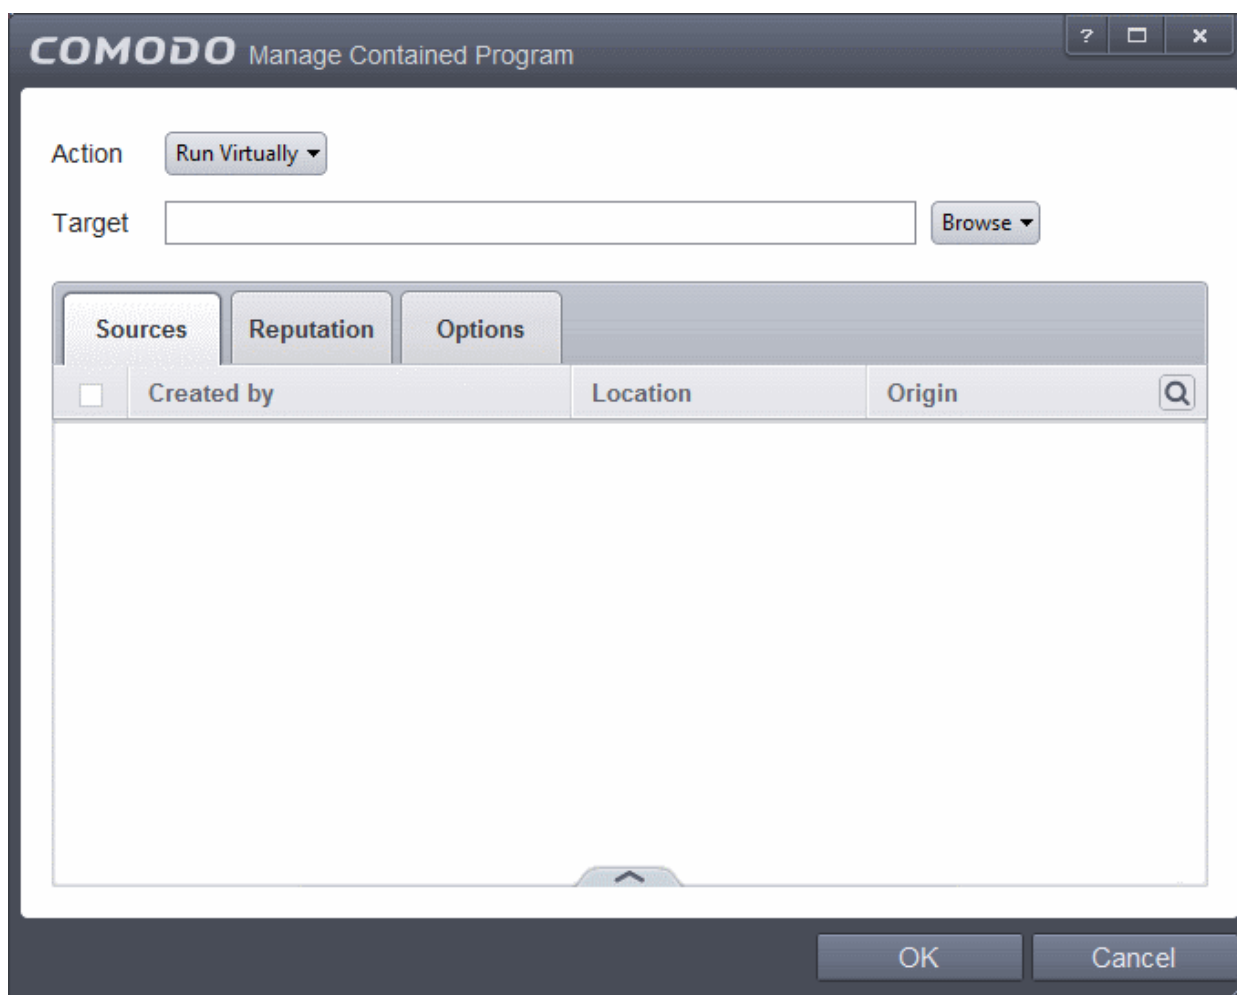 COMODO Manage Contained Program ?
Action Run Virtually
Target Browse
Sources Reputation Options
Created by Location Origin
OK Cancel